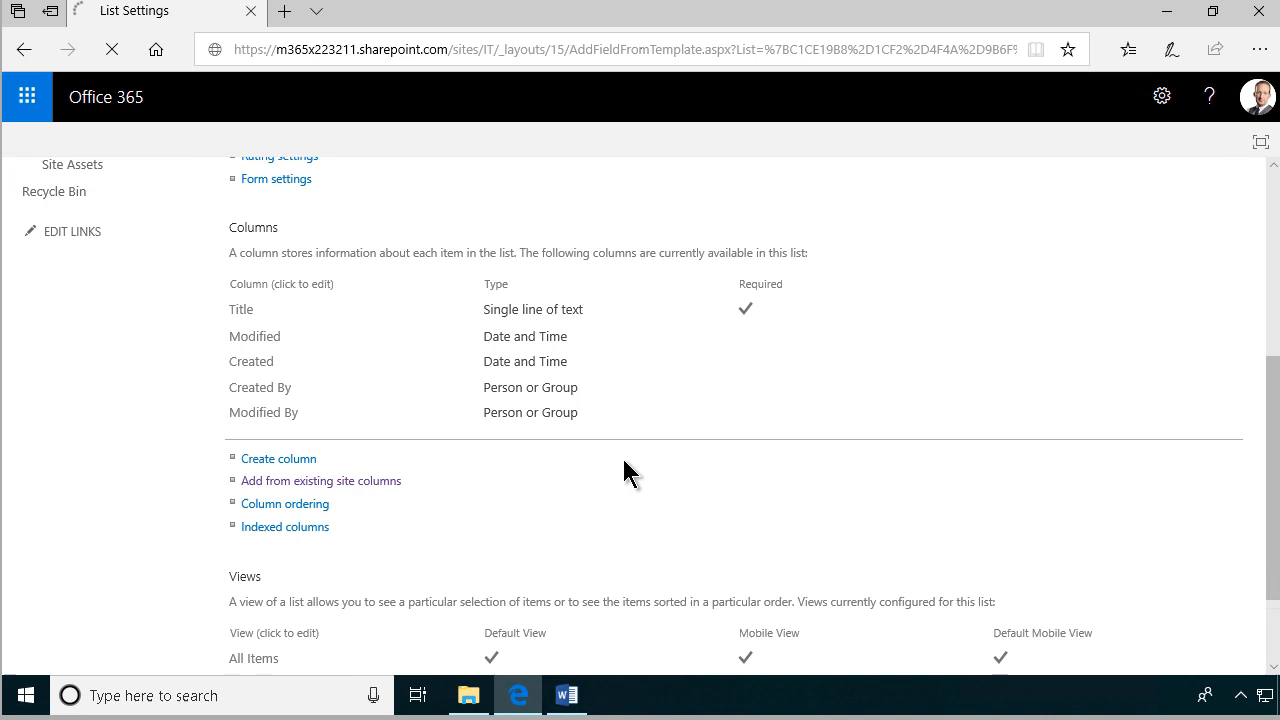 List Settings
https://m365x223211.sharepoint.com/sites/IT/_layouts/15/AddFieldFromTemplate.aspx?List=%7BC1CE19B8%2D1CF2%2D4F4A%2D9B6F%
Office 365
Site Assets
Rating settings
Recycle Bin
Form settings
EDIT LINKS
Columns
A column stores information about each item in the list. The following columns are currently available in this list:
Column (click to edit) Type Required
Title Single line of text
Modified Date and Time
Created Date and Time
Created By Person or Group
Modified By Person or Group
Create column
Add from existing site columns
Column ordering
Indexed columns
Views
A view of a list allows you to see a particular selection of items or to see the items sorted in a particular order. Views currently configured for this list:
View (click to edit) Default View Mobile View Default Mobile View
All Items
Type here to search